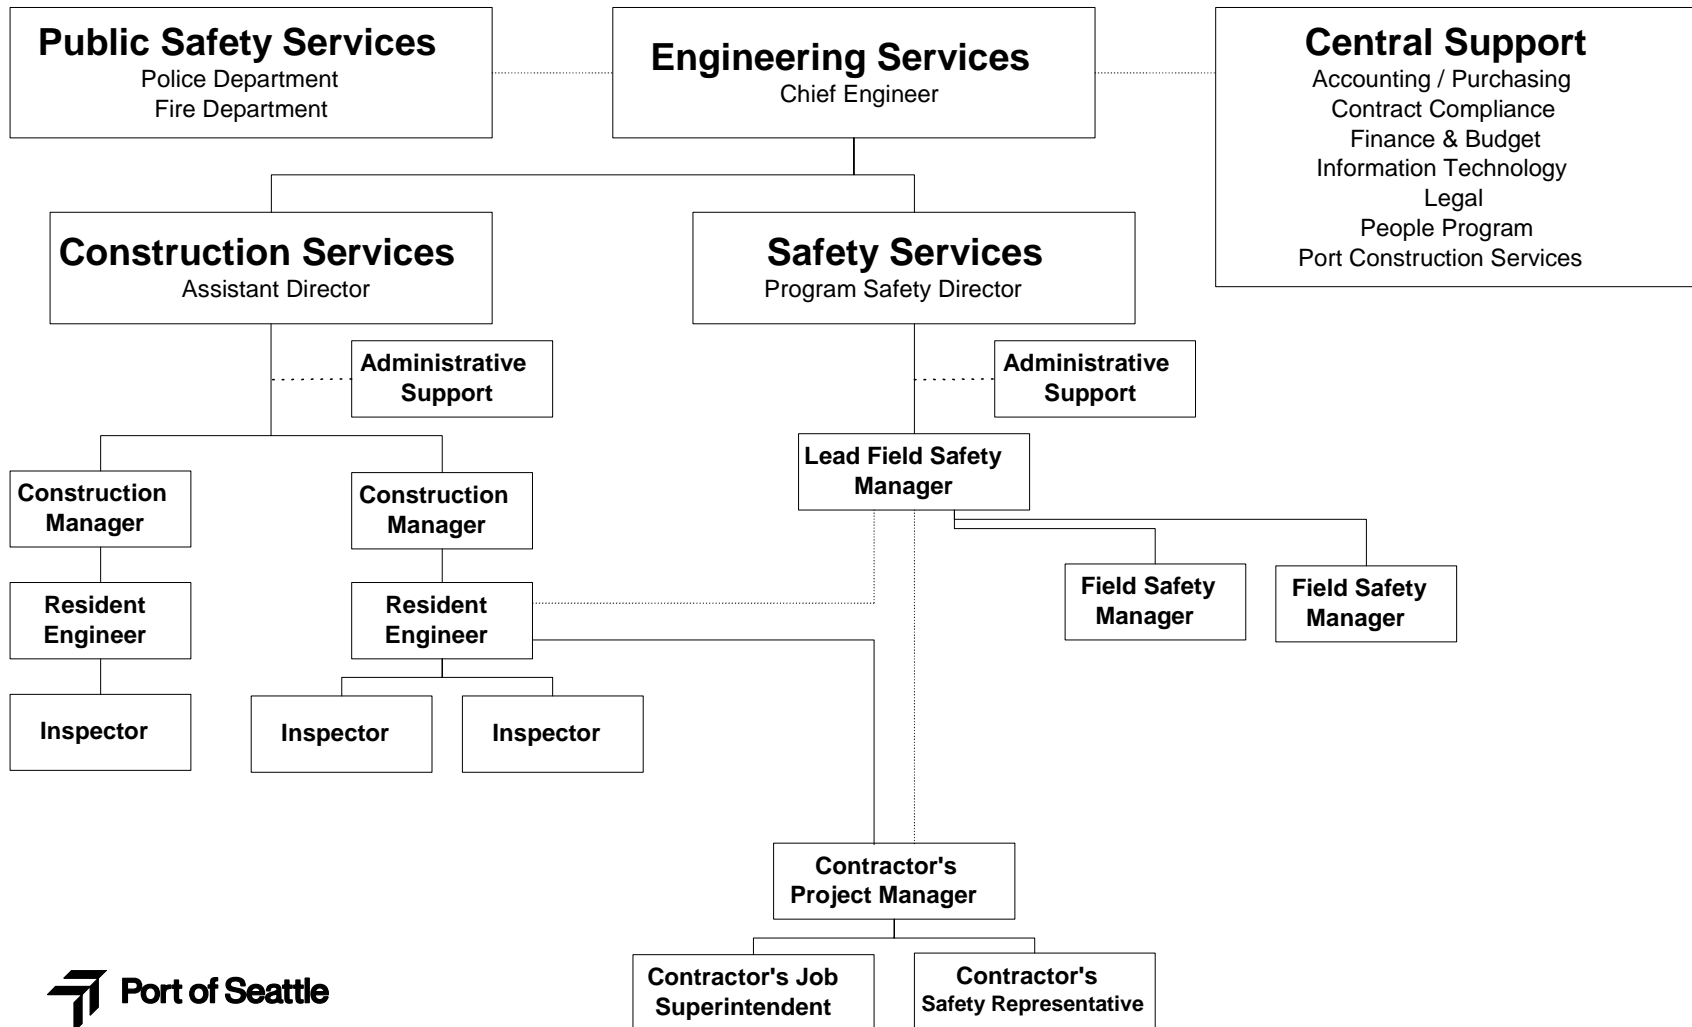 Public Safety Services
Police Department
Fire Department
Engineering Services
Chief Engineer
Central Support
Accounting / Purchasing
Contract Compliance
Finance & Budget
Information Technology
Legal
People Program
Port Construction Services
Construction Services
Assistant Director
Safety Services
Program Safety Director
Administrative
Support
Administrative
Support
Lead Field Safety
Manager
Construction
Manager
Construction
Manager
Field Safety
Manager
Field Safety
Manager
Resident
Engineer
Resident
Engineer
Inspector
Inspector
Inspector
Contractor's
Project Manager
Contractor's Job
Superintendent
Contractor's
Safety Representative
Port of Seattle